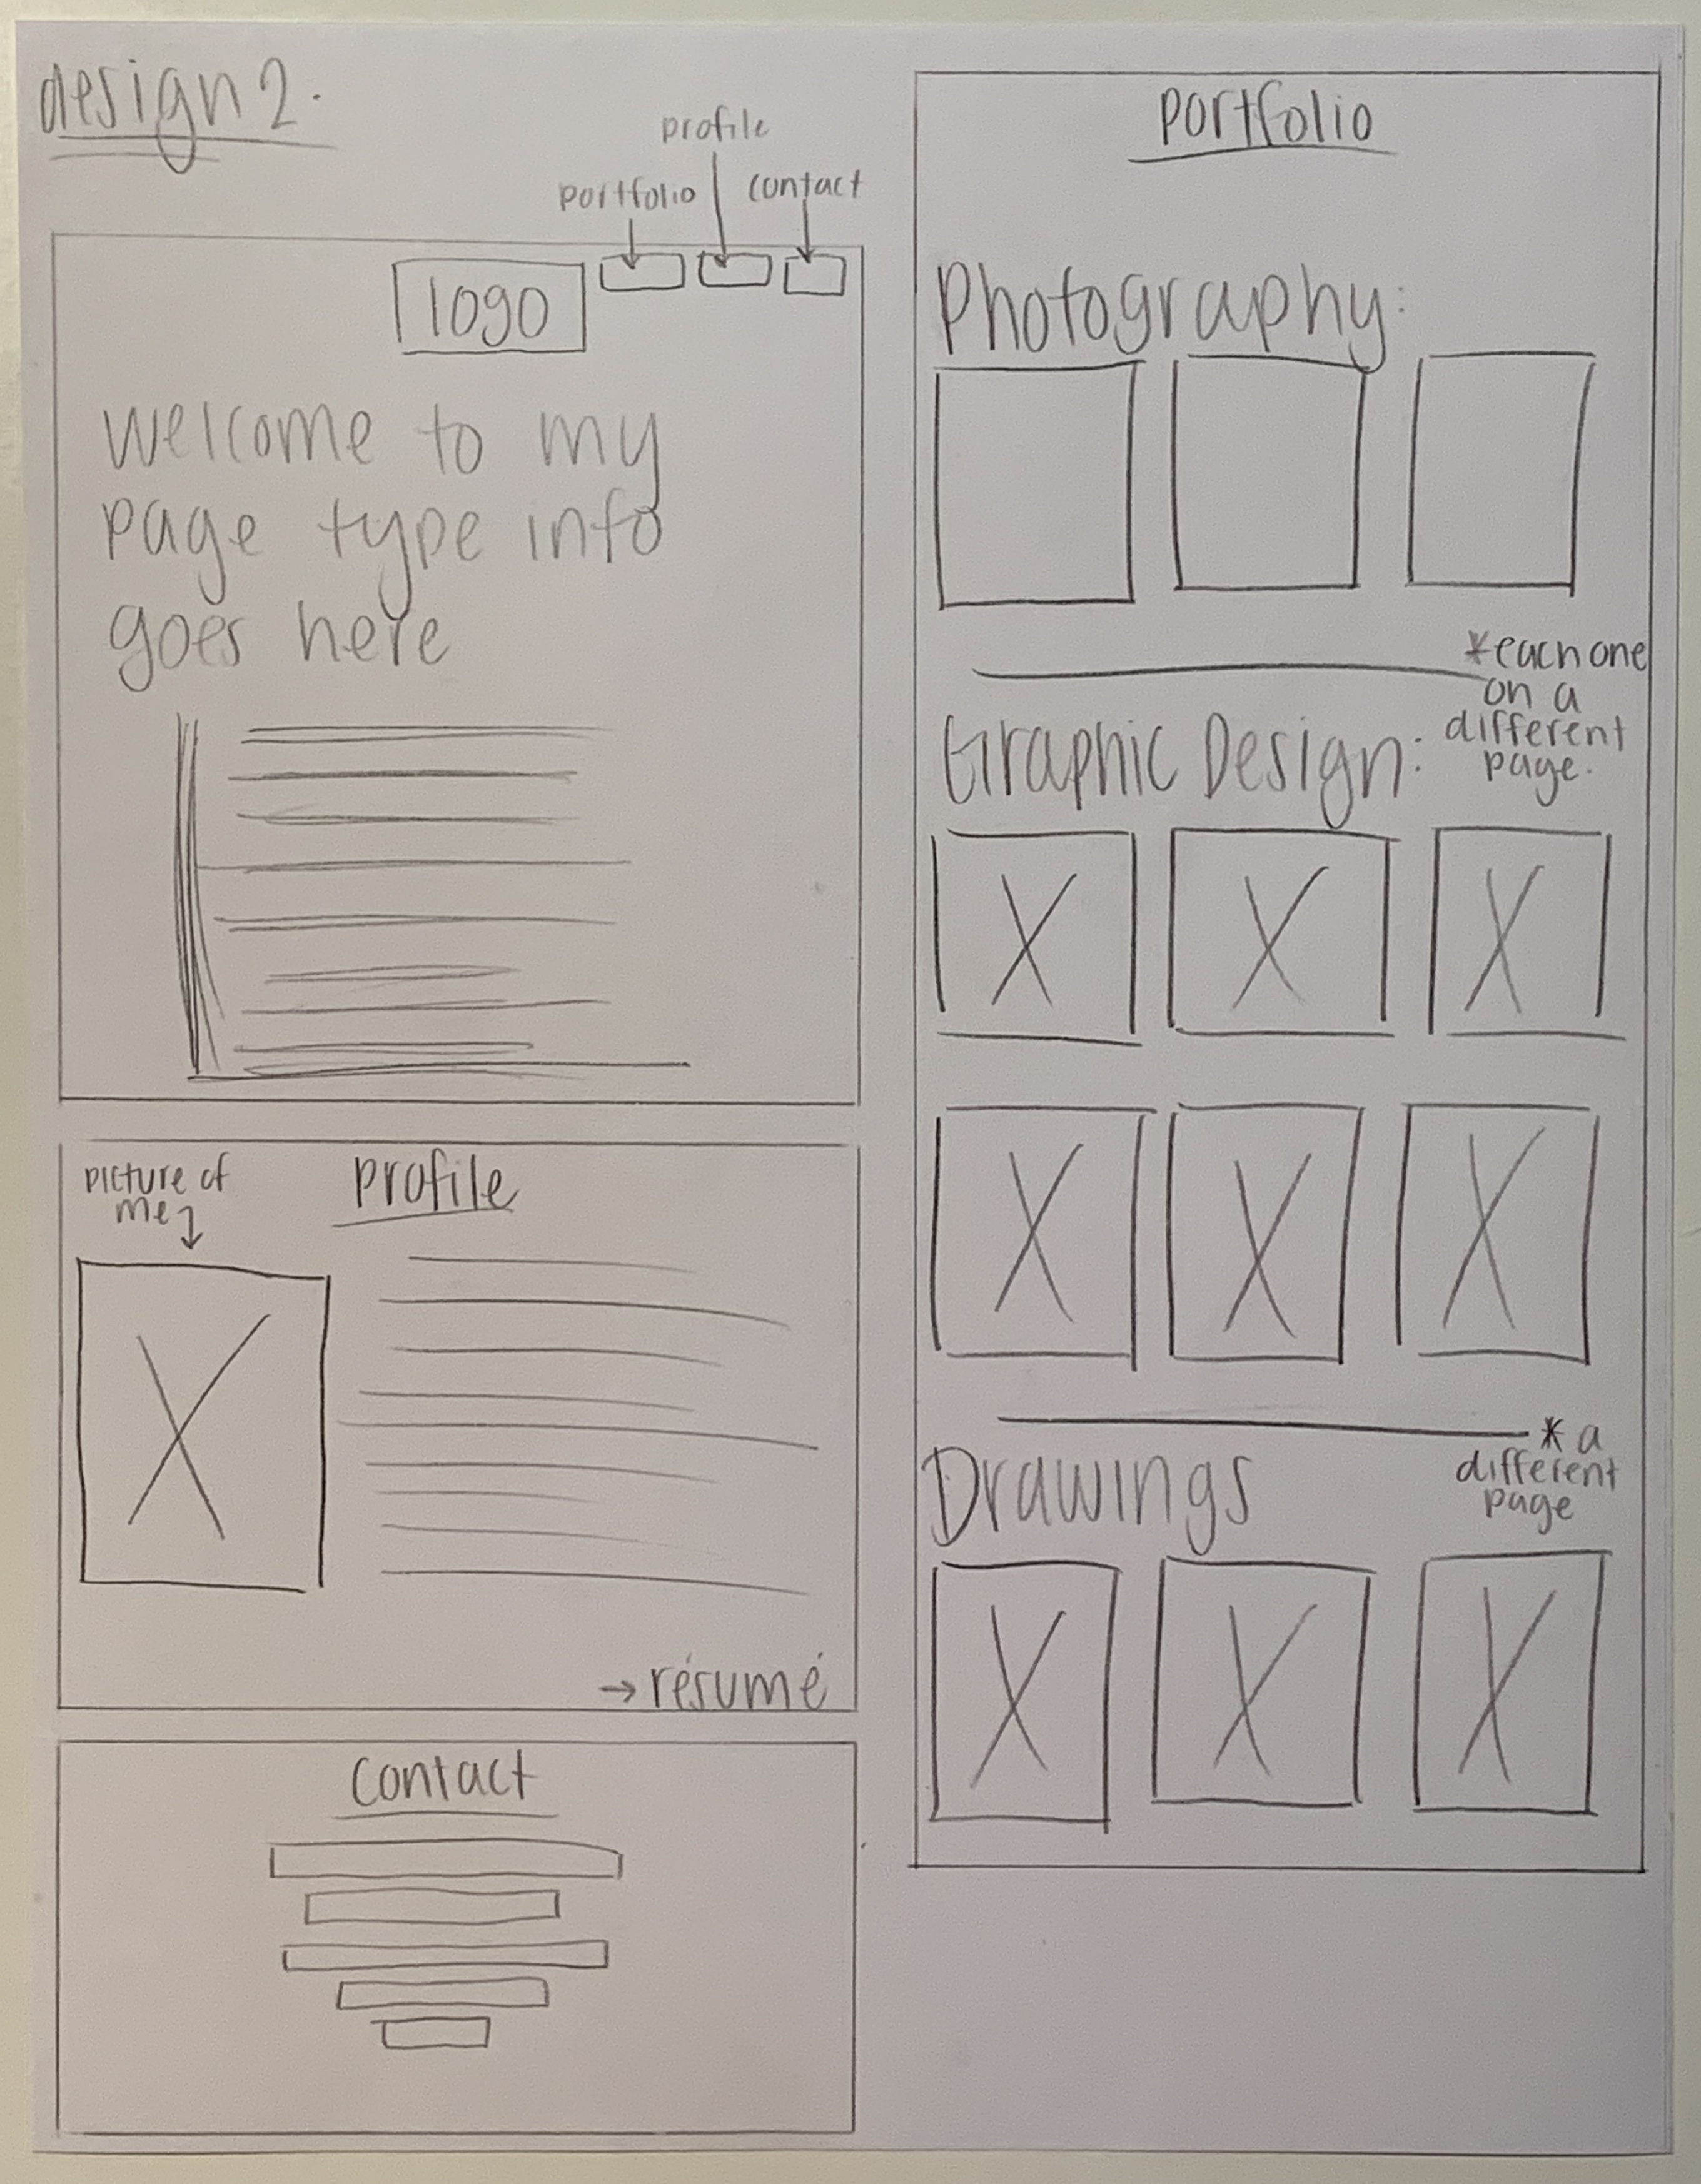 design 2.
profile
portfolio
contact
logo
welcome to my
page type info
goes here
picture of
me
profile
→ résumé
contact
portfolio
Photography:
*each one
on a
different
page.
Graphic Design:
* a
different
page
Drawings